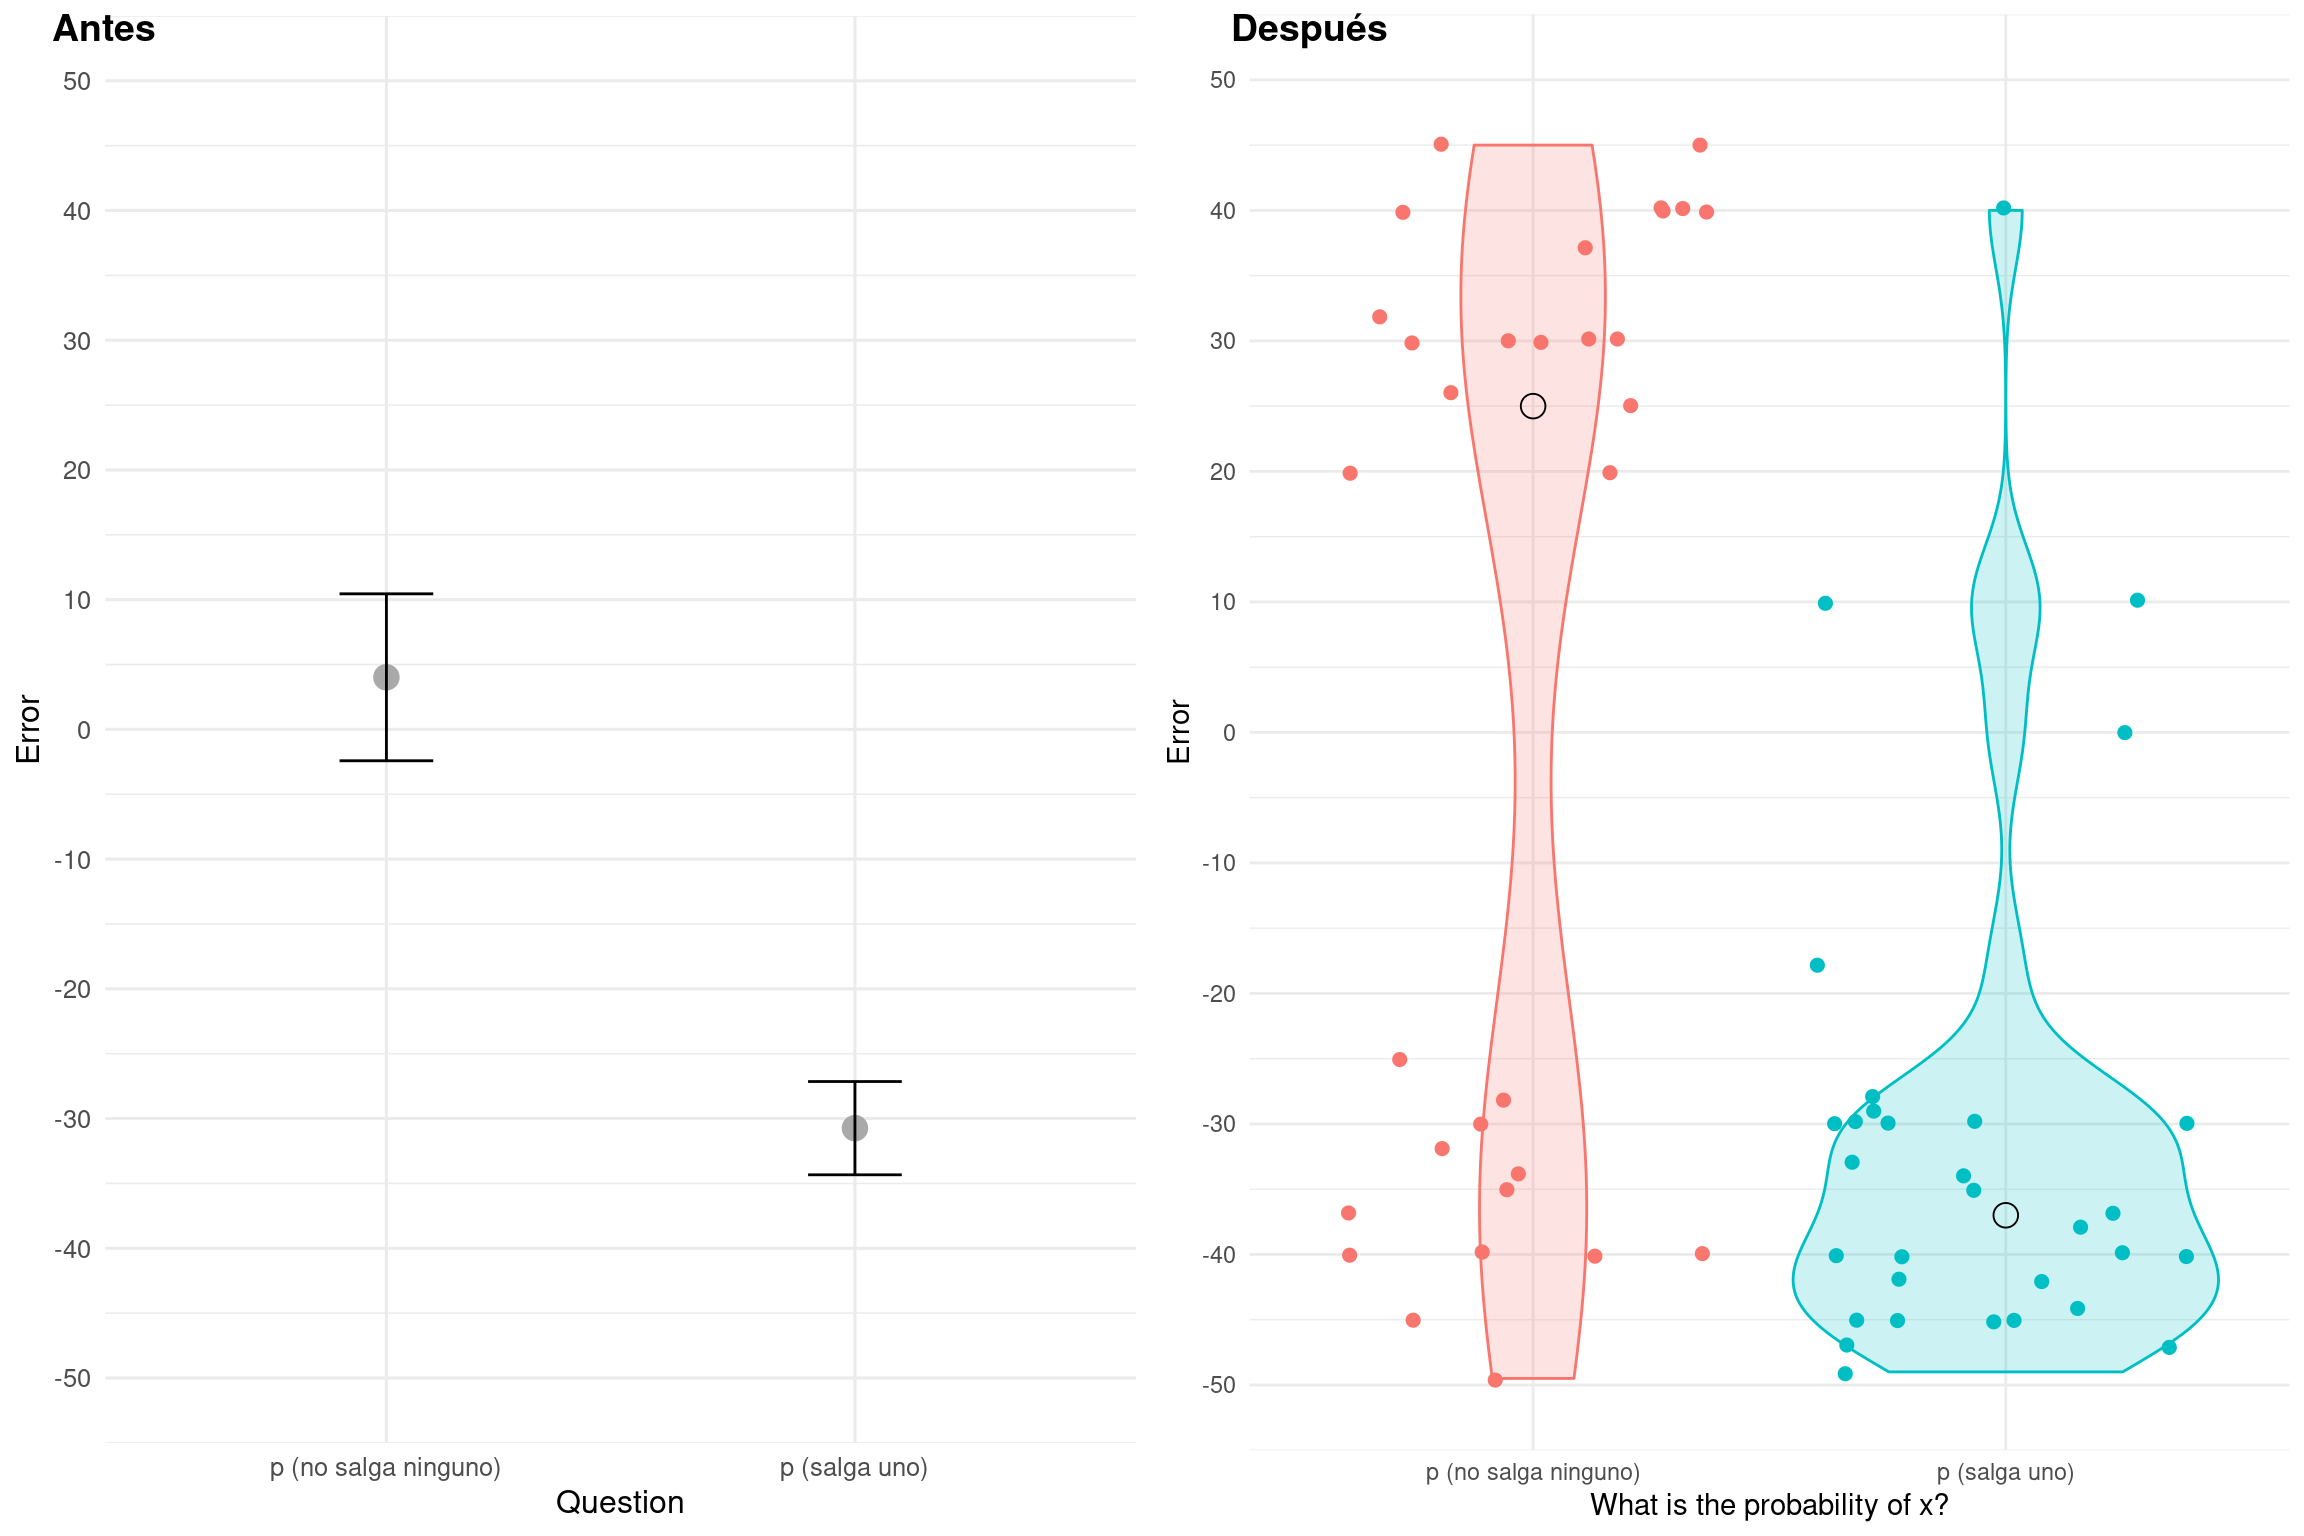 Antes
50
40
30
20
10
0
-10
-20
-30
-40
-50
Error
p (no salga ninguno)
p (salga uno)
Question
Después
50
40
30
20
10
0
-10
-20
-30
-40
-50
Error
p (no salga ninguno)
p (salga uno)
What is the probability of x?